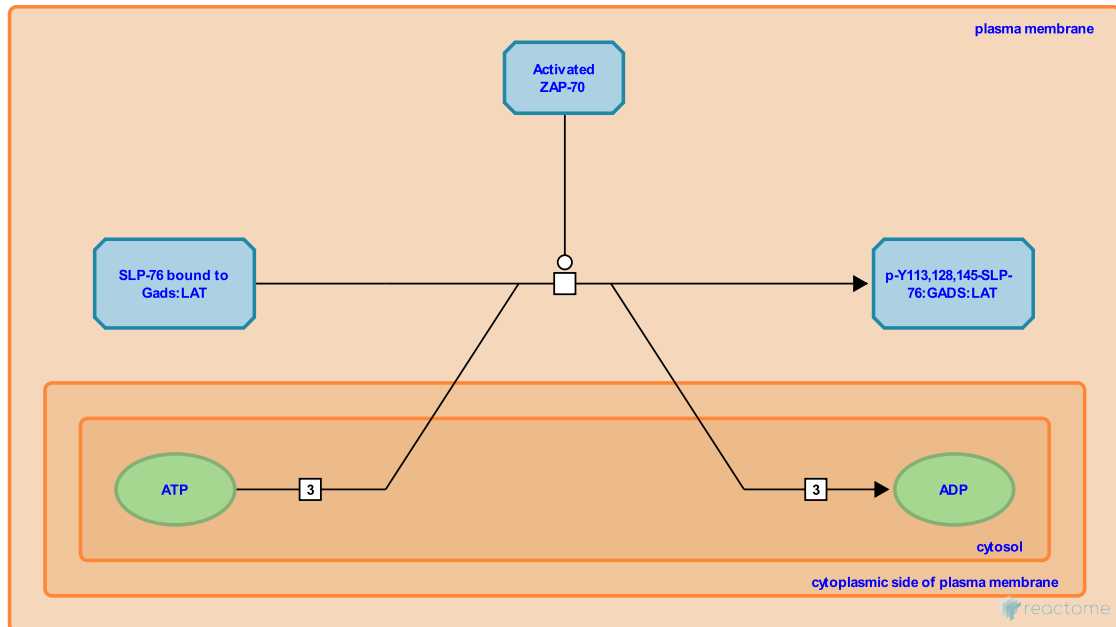 plasma membrane
Activated
ZAP-70
SLP-76 bound to
Gads:LAT
p-Y113,128,145-SLP-
76:GADS:LAT
ATP
3
3
ADP
cytosol
cytoplasmic side of plasma membrane
reactome